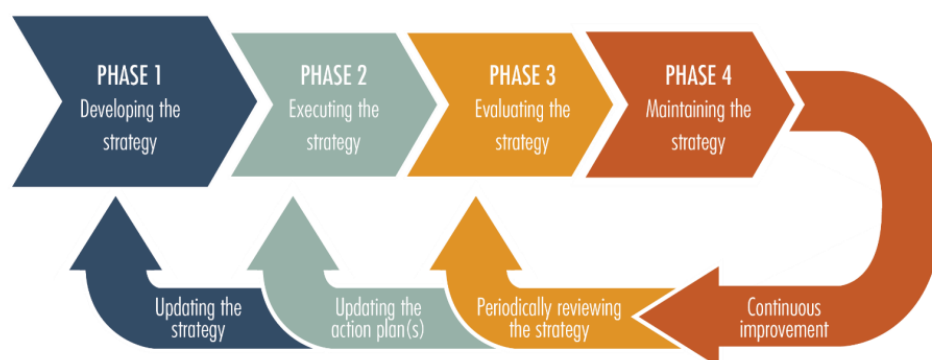 PHASE 1
Developing the
strategy
PHASE 2
Executing the
strategy
PHASE 3
Evaluating the
strategy
PHASE 4
Maintaining the
strategy
Updating the
strategy
Updating the
action plan(s)
Periodically reviewing
the strategy
Continuous
improvement